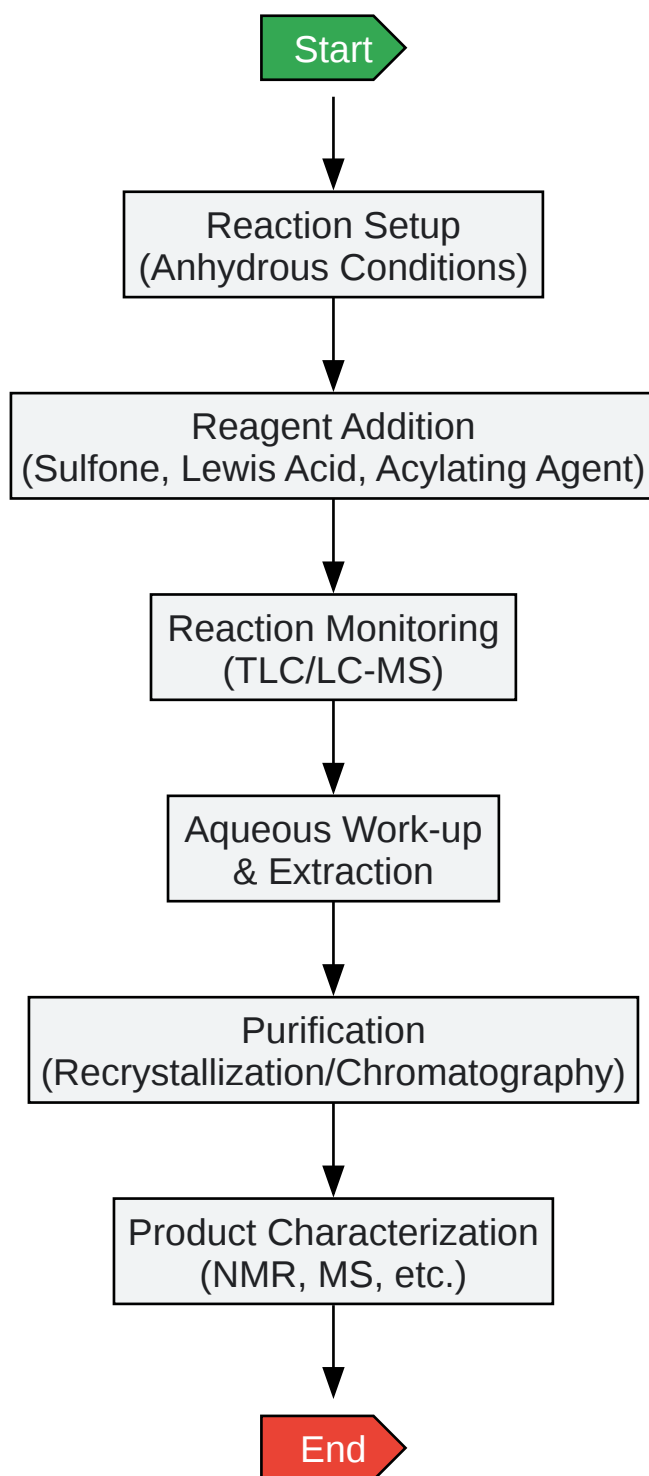 Start
Reaction Setup
(Anhydrous Conditions)
Reagent Addition
(Sulfone, Lewis Acid, Acylating Agent)
Reaction Monitoring
(TLC/LC-MS)
Aqueous Work-up
& Extraction
Purification
(Recrystallization/Chromatography)
Product Characterization
(NMR, MS, etc.)
End